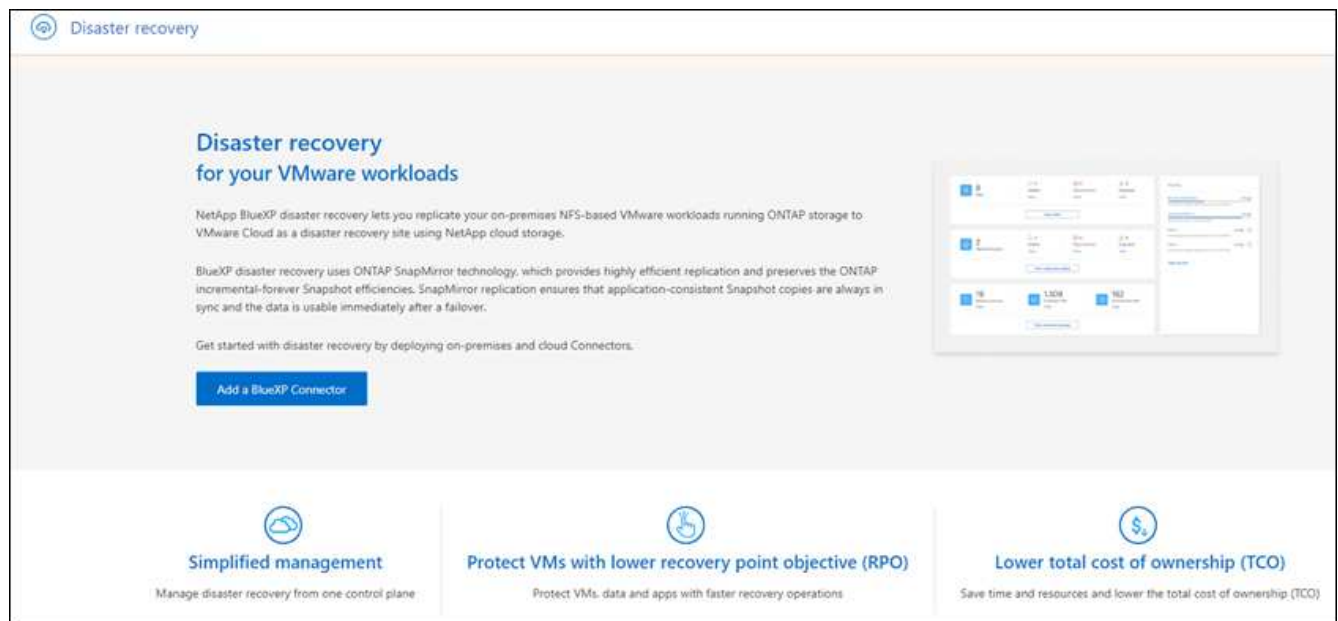 Disaster recovery
Disaster recovery
for your VMware workloads
NetApp BlueXP disaster recovery lets you replicate your on-premises NFS-based VMware workloads running ONTAP storage to
VMware Cloud as a disaster recovery site using NetApp cloud storage.
BlueXP disaster recovery uses ONTAP SnapMirror technology, which provides highly efficient replication and preserves the ONTAP
incremental-forever Snapshot efficiencies. SnapMirror replication ensures that application-consistent Snapshot copies are always in
sync and the data is usable immediately after a failover.
Get started with disaster recovery by deploying on-premises and cloud Connectors.
Add a BlueXP Connector
Simplified management
Manage disaster recovery from one control plane
Protect VMs with lower recovery point objective (RPO)
Protect VMs, data and apps with faster recovery operations
Lower total cost of ownership (TCO)
Save time and resources and lower the total cost of ownership (TCO)